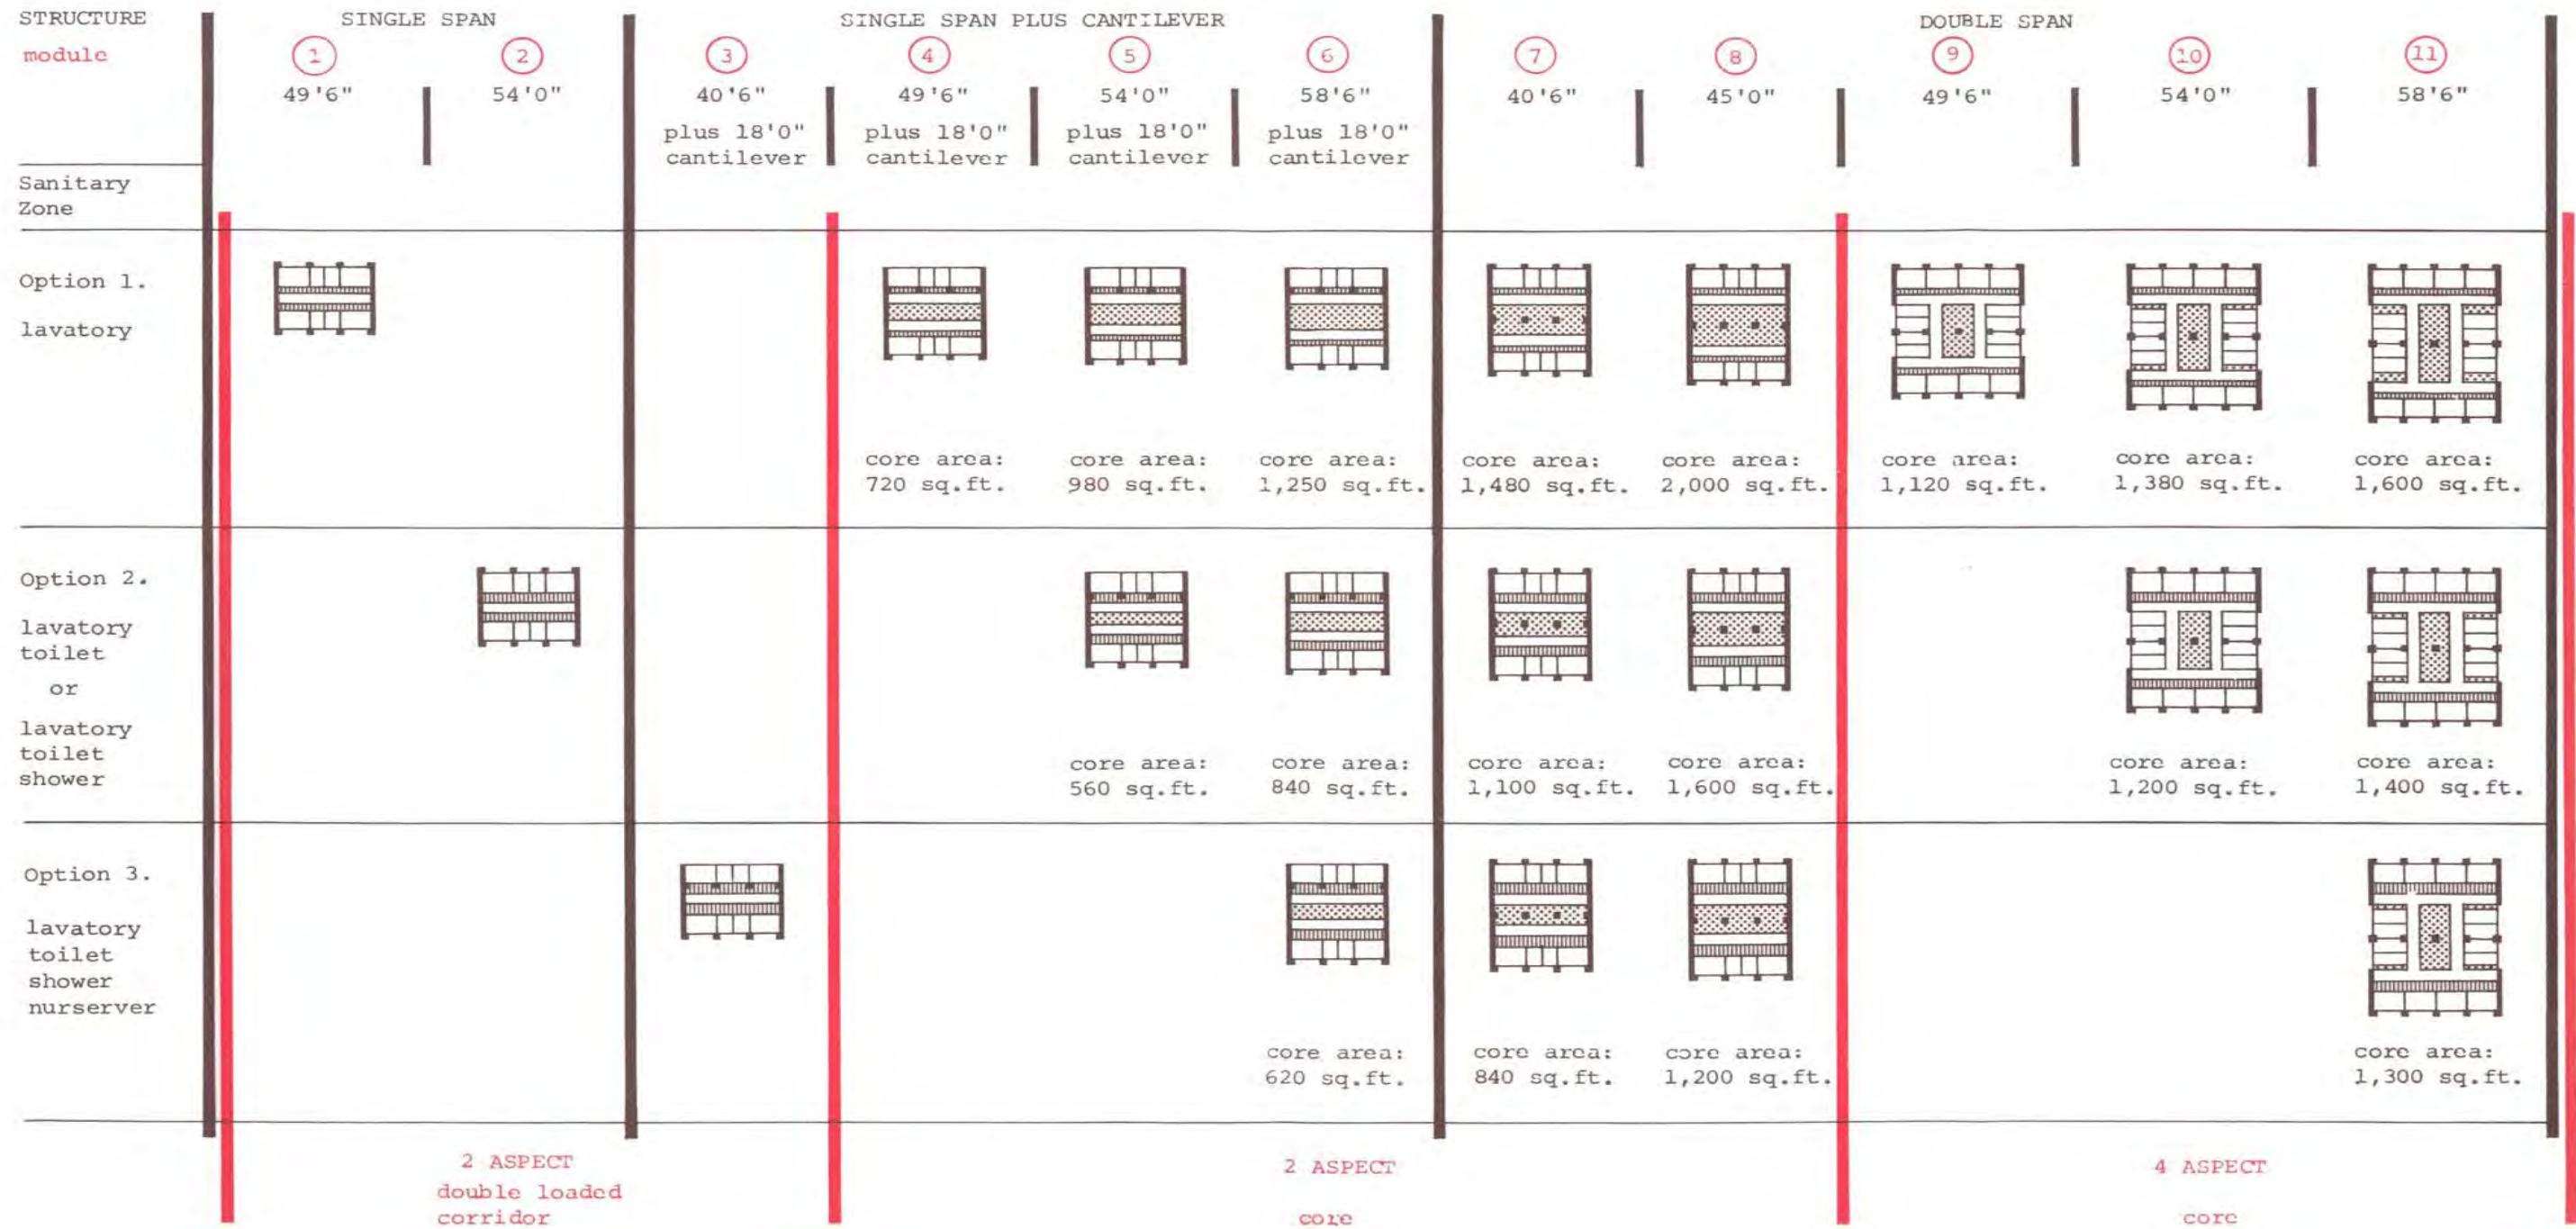 STRUCTURE
module
SINGLE SPAN
SINGLE SPAN PLUS CANTILEVER
DOUBLE SPAN
1
2
3
4
5
6
7
8
9
10
11
49'6"
54'0"
40'6"
plus 18'0"
cantilever
49'6"
plus 18'0"
cantilever
54'0"
plus 18'0"
cantilever
58'6"
plus 18'0"
cantilever
40'6"
45'0"
49'6"
54'0"
58'6"
Sanitary
Zone
Option 1.
lavatory
core area:
720 sq.ft.
core area:
980 sq.ft.
core area:
1,250 sq.ft.
core area:
1,480 sq.ft.
core area:
2,000 sq.ft.
core area:
1,120 sq.ft.
core area:
1,380 sq.ft.
core area:
1,600 sq.ft.
Option 2.
lavatory
toilet
or
lavatory
toilet
shower
core area:
560 sq.ft.
core area:
840 sq.ft.
core area:
1,100 sq.ft.
core area:
1,600 sq.ft.
core area:
1,200 sq.ft.
core area:
1,400 sq.ft.
Option 3.
lavatory
toilet
shower
nurserver
core area:
620 sq.ft.
core area:
840 sq.ft.
core area:
1,200 sq.ft.
core area:
1,300 sq.ft.
2 ASPECT
double loaded
corridor
2 ASPECT
core
4 ASPECT
core